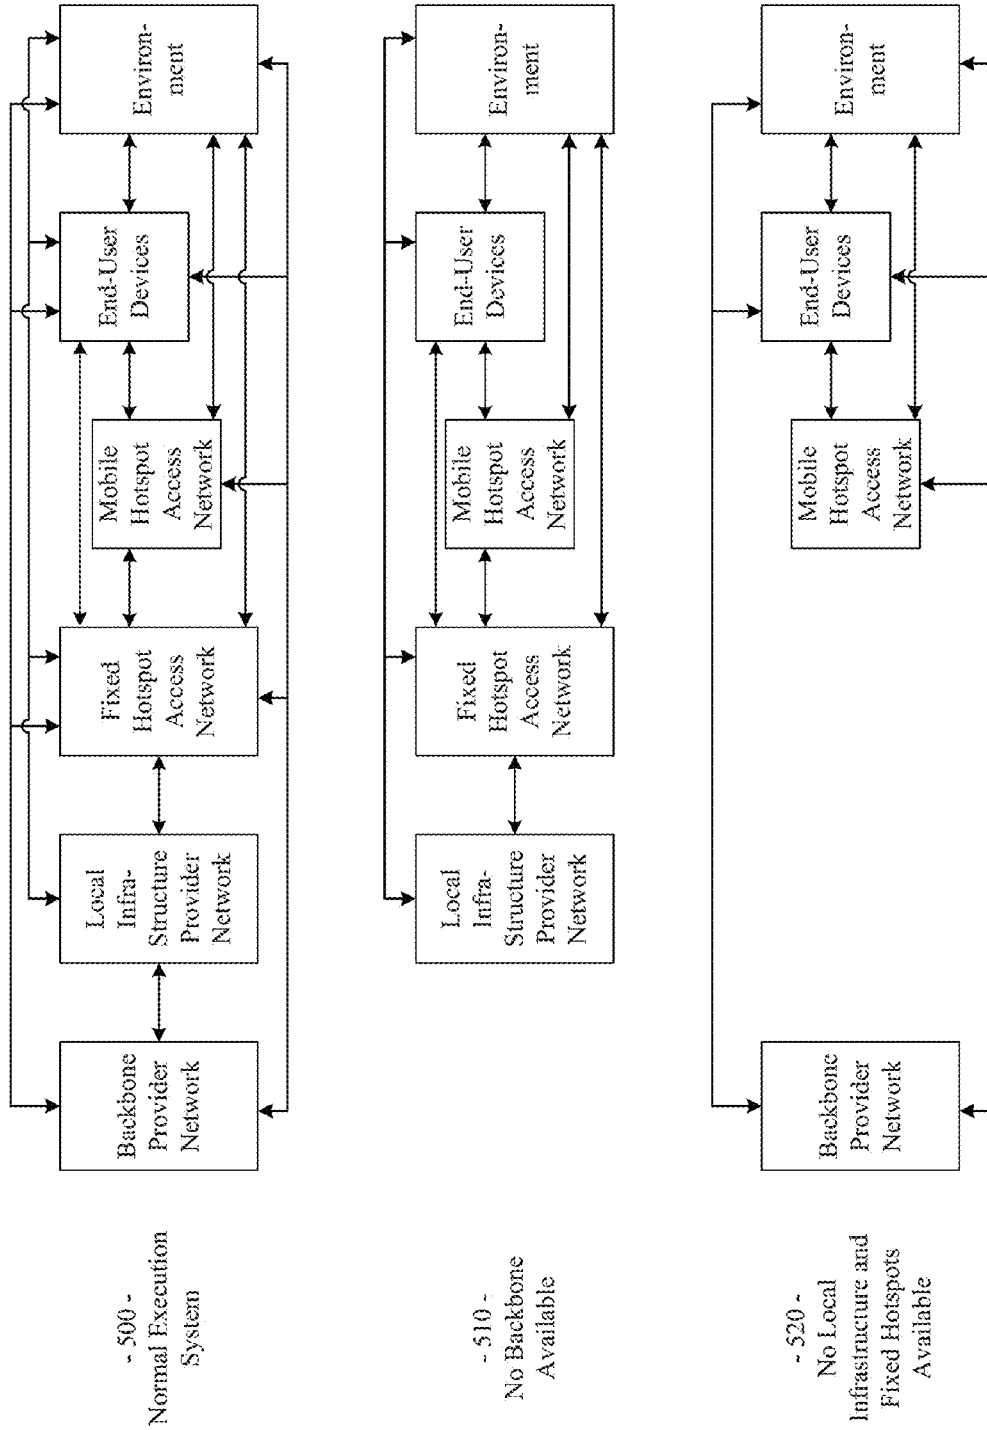 ~ 500 ~
Normal Execution
System
Backbone
Provider
Network
Local
Infra-
Structure
Provider
Network
Fixed
Hotspot
Access
Network
Mobile
Hotspot
Access
Network
End-User
Devices
Environ-
ment
~ 510 ~
No Backbone
Available
Local
Infra-
Structure
Provider
Network
Fixed
Hotspot
Access
Network
Mobile
Hotspot
Access
Network
End-User
Devices
Environ-
ment
~ 520 ~
No Local
Infrastructure and
Fixed Hotspots
Available
Backbone
Provider
Network
Mobile
Hotspot
Access
Network
End-User
Devices
Environ-
ment